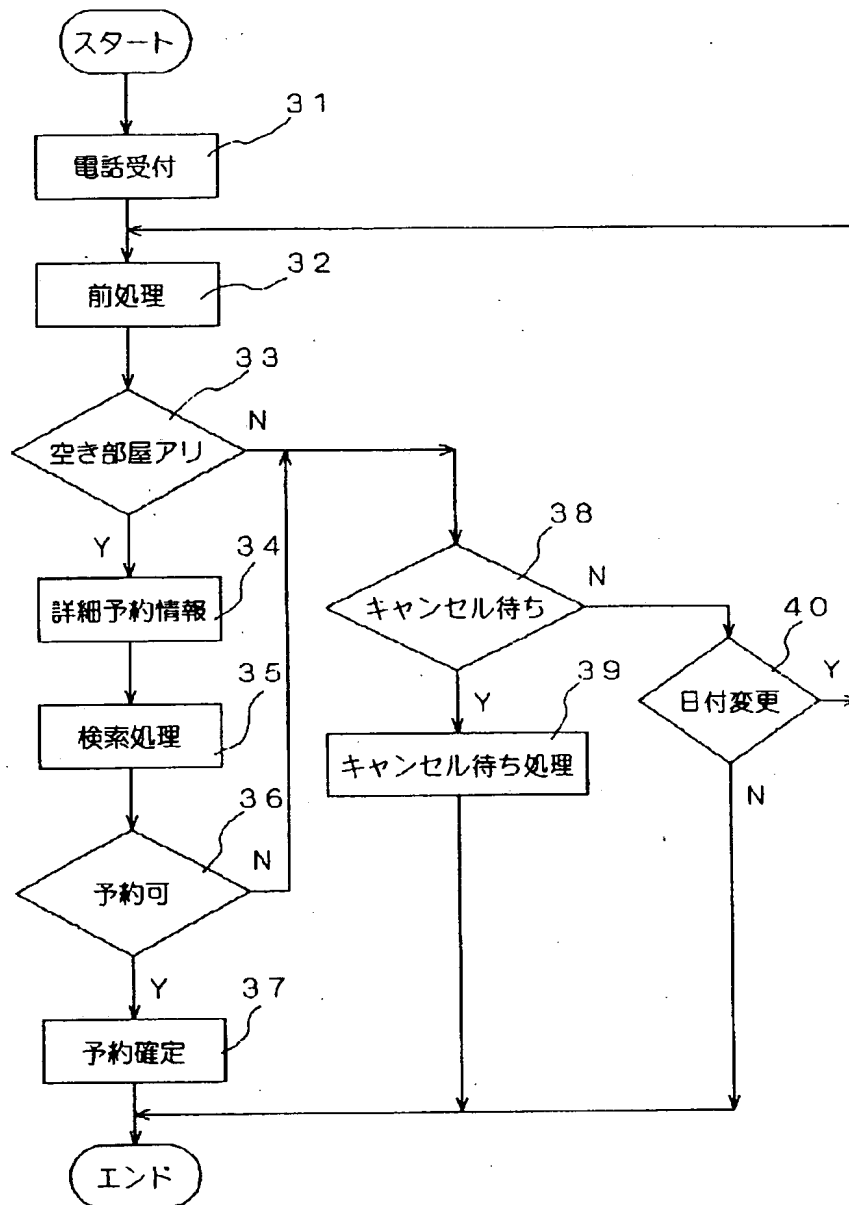 スタート
31
電話受付
32
前処理
33
空き部屋アリ
N
Y
34
詳細予約情報
35
検索処理
36
予約可
N
Y
37
予約確定
38
キャンセル待ち
N
Y
39
キャンセル待ち処理
40
日付変更
Y
N
エンド